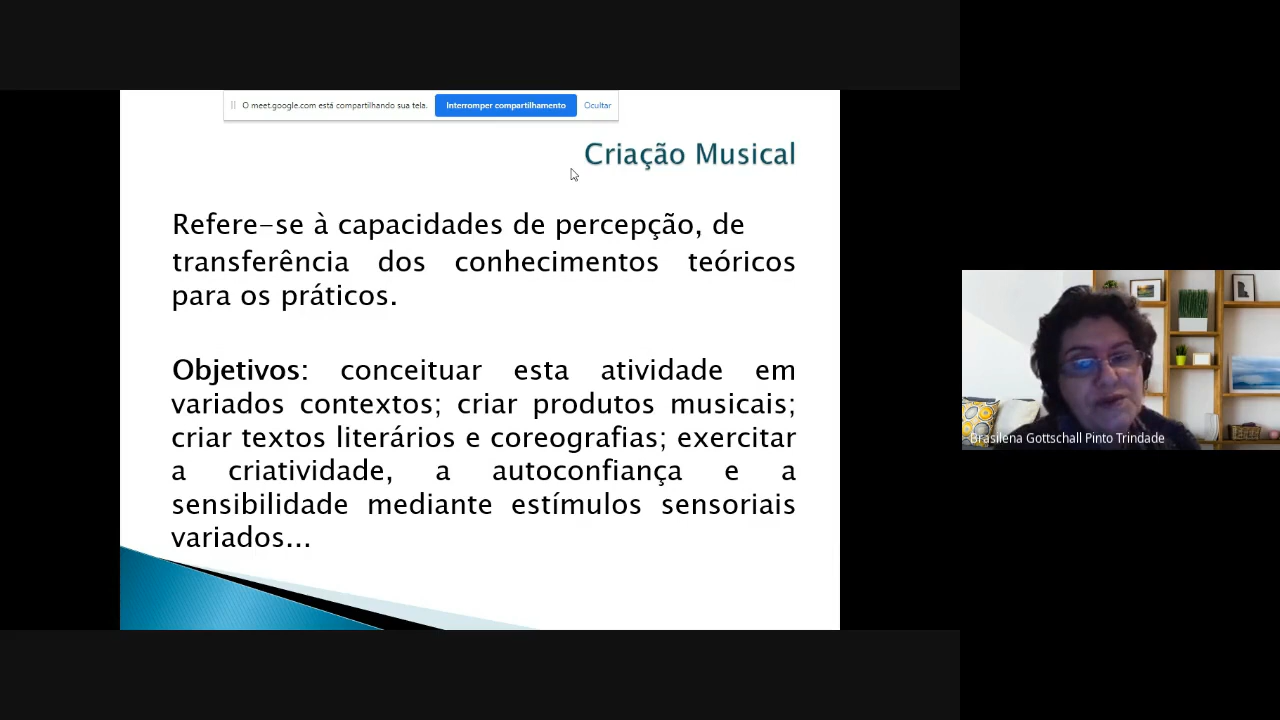 O meet.google.com está compartilhando sua tela.
Interromper compartilhamento
Ocultar
Criação Musical
Refere-se à capacidades de percepção, de
transferência dos conhecimentos teóricos
para os práticos.
Objetivos: conceituar esta atividade em
variados contextos; criar produtos musicais;
criar textos literários e coreografias; exercitar
a criatividade, a autoconfiança e a
sensibilidade mediante estímulos sensoriais
variados...
Brasilena Gottschall Pinto Trindade